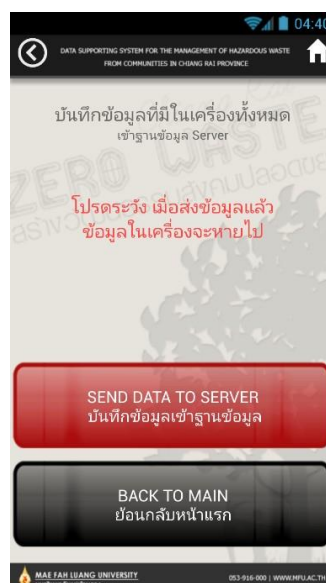 04:40
DATA SUPPORTING SYSTEM FOR THE MANAGEMENT OF HAZARDOUS WASTE
FROM COMMUNITIES IN CHIANG RAI PROVINCE
บันทึกข้อมูลที่มีในเครื่องทั้งหมด
เข้าฐานข้อมูล Server
ZERO WASTE
โปรดระวัง เมื่อส่งข้อมูลแล้ว
ข้อมูลในเครื่องจะหายไป
SEND DATA TO SERVER
บันทึกข้อมูลเข้าฐานข้อมูล
BACK TO MAIN
ย้อนกลับหน้าแรก
MAE FAH LUANG UNIVERSITY
053-916-000 | WWW.MFU.AC.TH